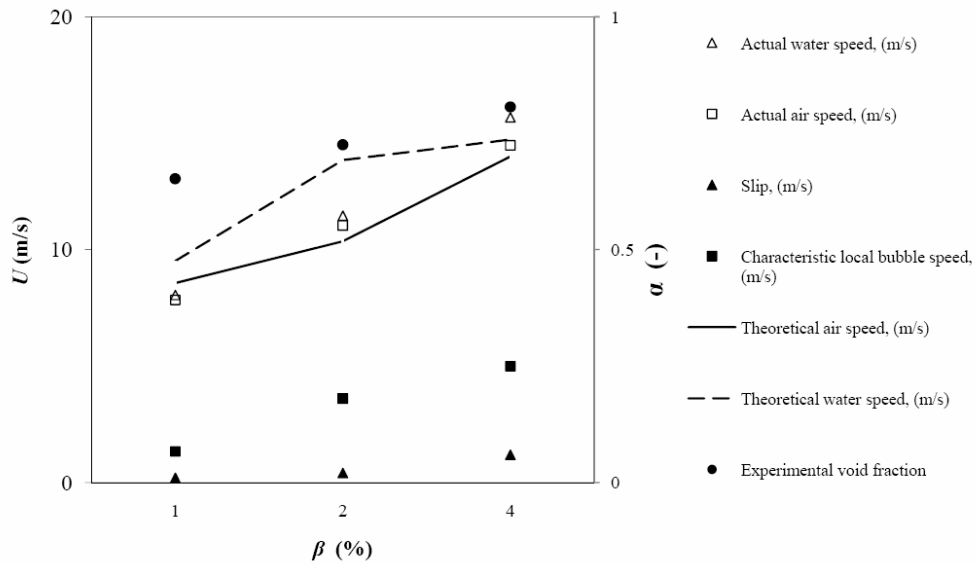 20
10
0
U (m/s)
1
2
4
β (%)
1
0.5
0
α (-)
Actual water speed, (m/s)
Actual air speed, (m/s)
Slip, (m/s)
Characteristic local bubble speed,
(m/s)
Theoretical air speed, (m/s)
Theoretical water speed, (m/s)
Experimental void fraction